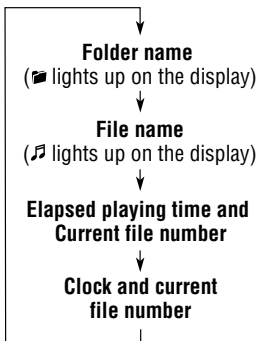 Folder name
( lights up on the display)
File name
( lights up on the display)
Elapsed playing time and
Current file number
Clock and current
file number